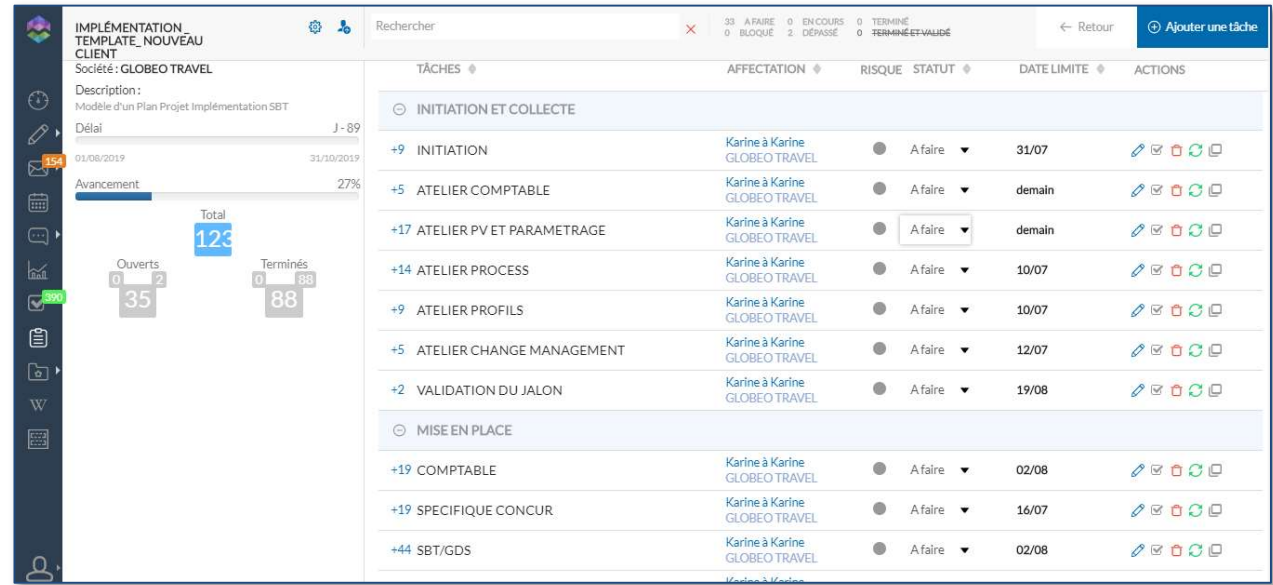 IMPLÉMENTATION_
TEMPLATE_NOUVEAU
CLIENT
Société : GLOBEO TRAVEL
Description :
Modèle d'un Plan Projet Implémentation SBT
Délai J - 89
01/08/2019 31/10/2019
Avancement 27%
Total
123
Ouverts Terminés
0 2 0 88
35 88
154
390
W
Rechercher
33 A FAIRE 0 EN COURS 0 TERMINÉ
0 BLOQUÉ 2 DÉPASSÉ 0 TERMINÉ ET VALIDÉ
← Retour
Ajouter une tâche
TÂCHES AFFECTATION RISQUE STATUT DATE LIMITE ACTIONS
INITIATION ET COLLECTE
+9 INITIATION Karine à Karine A faire 31/07
GLOBEO TRAVEL
+5 ATELIER COMPTABLE Karine à Karine A faire demain
GLOBEO TRAVEL
+17 ATELIER PV ET PARAMETRAGE Karine à Karine A faire demain
GLOBEO TRAVEL
+14 ATELIER PROCESS Karine à Karine A faire 10/07
GLOBEO TRAVEL
+9 ATELIER PROFILS Karine à Karine A faire 10/07
GLOBEO TRAVEL
+5 ATELIER CHANGE MANAGEMENT Karine à Karine A faire 12/07
GLOBEO TRAVEL
+2 VALIDATION DU JALON Karine à Karine A faire 19/08
GLOBEO TRAVEL
MISE EN PLACE
+19 COMPTABLE Karine à Karine A faire 02/08
GLOBEO TRAVEL
+19 SPECIFIQUE CONCUR Karine à Karine A faire 16/07
GLOBEO TRAVEL
+44 SBT/GDS Karine à Karine A faire 02/08
GLOBEO TRAVEL
Karine à Karine